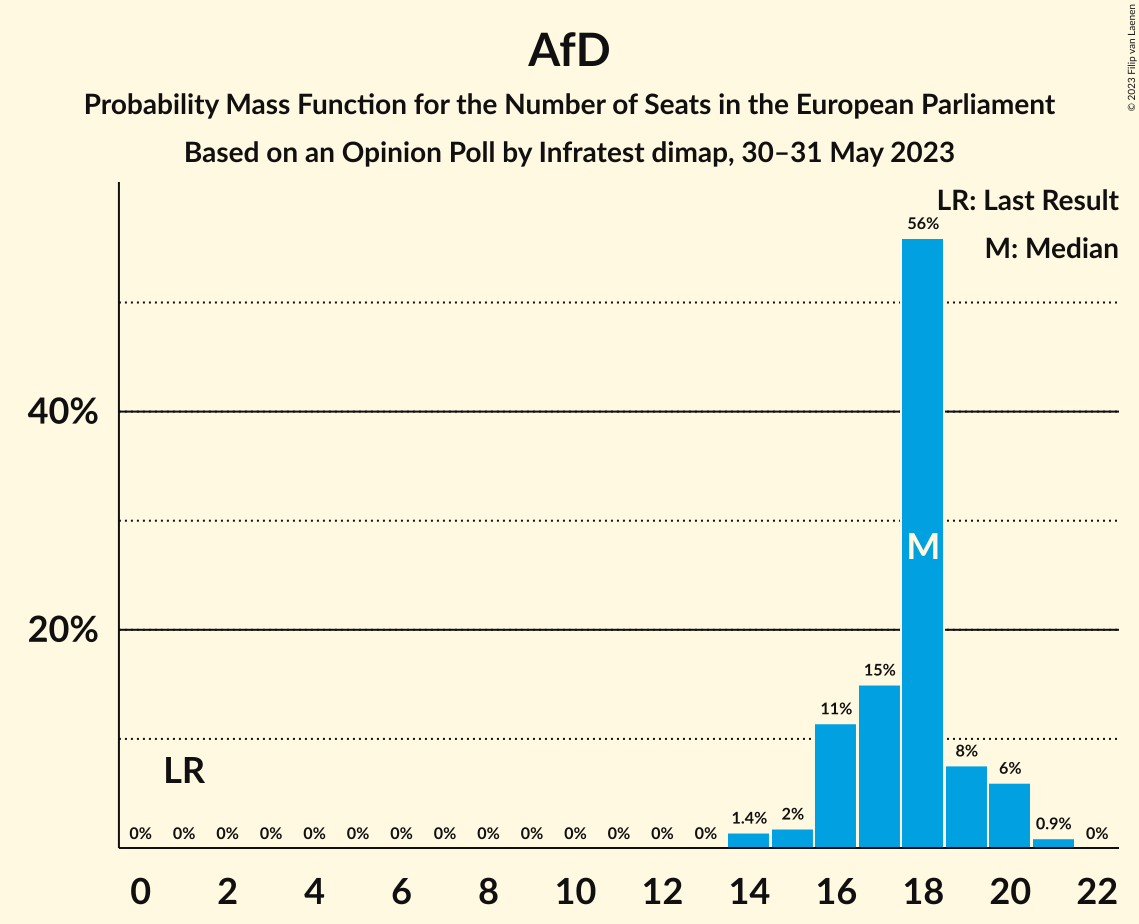 AfD
Probability Mass Function for the Number of Seats in the European Parliament
Based on an Opinion Poll by Infratest dimap, 30–31 May 2023
© 2023 Filip van Laenen
LR: Last Result
M: Median
56%
40%
M
20%
15%
11%
8%
6%
LR
1.4%
2%
0.9%
0% 0% 0% 0% 0% 0% 0% 0% 0% 0% 0% 0% 0% 0% 0%
0 2 4 6 8 10 12 14 16 18 20 22